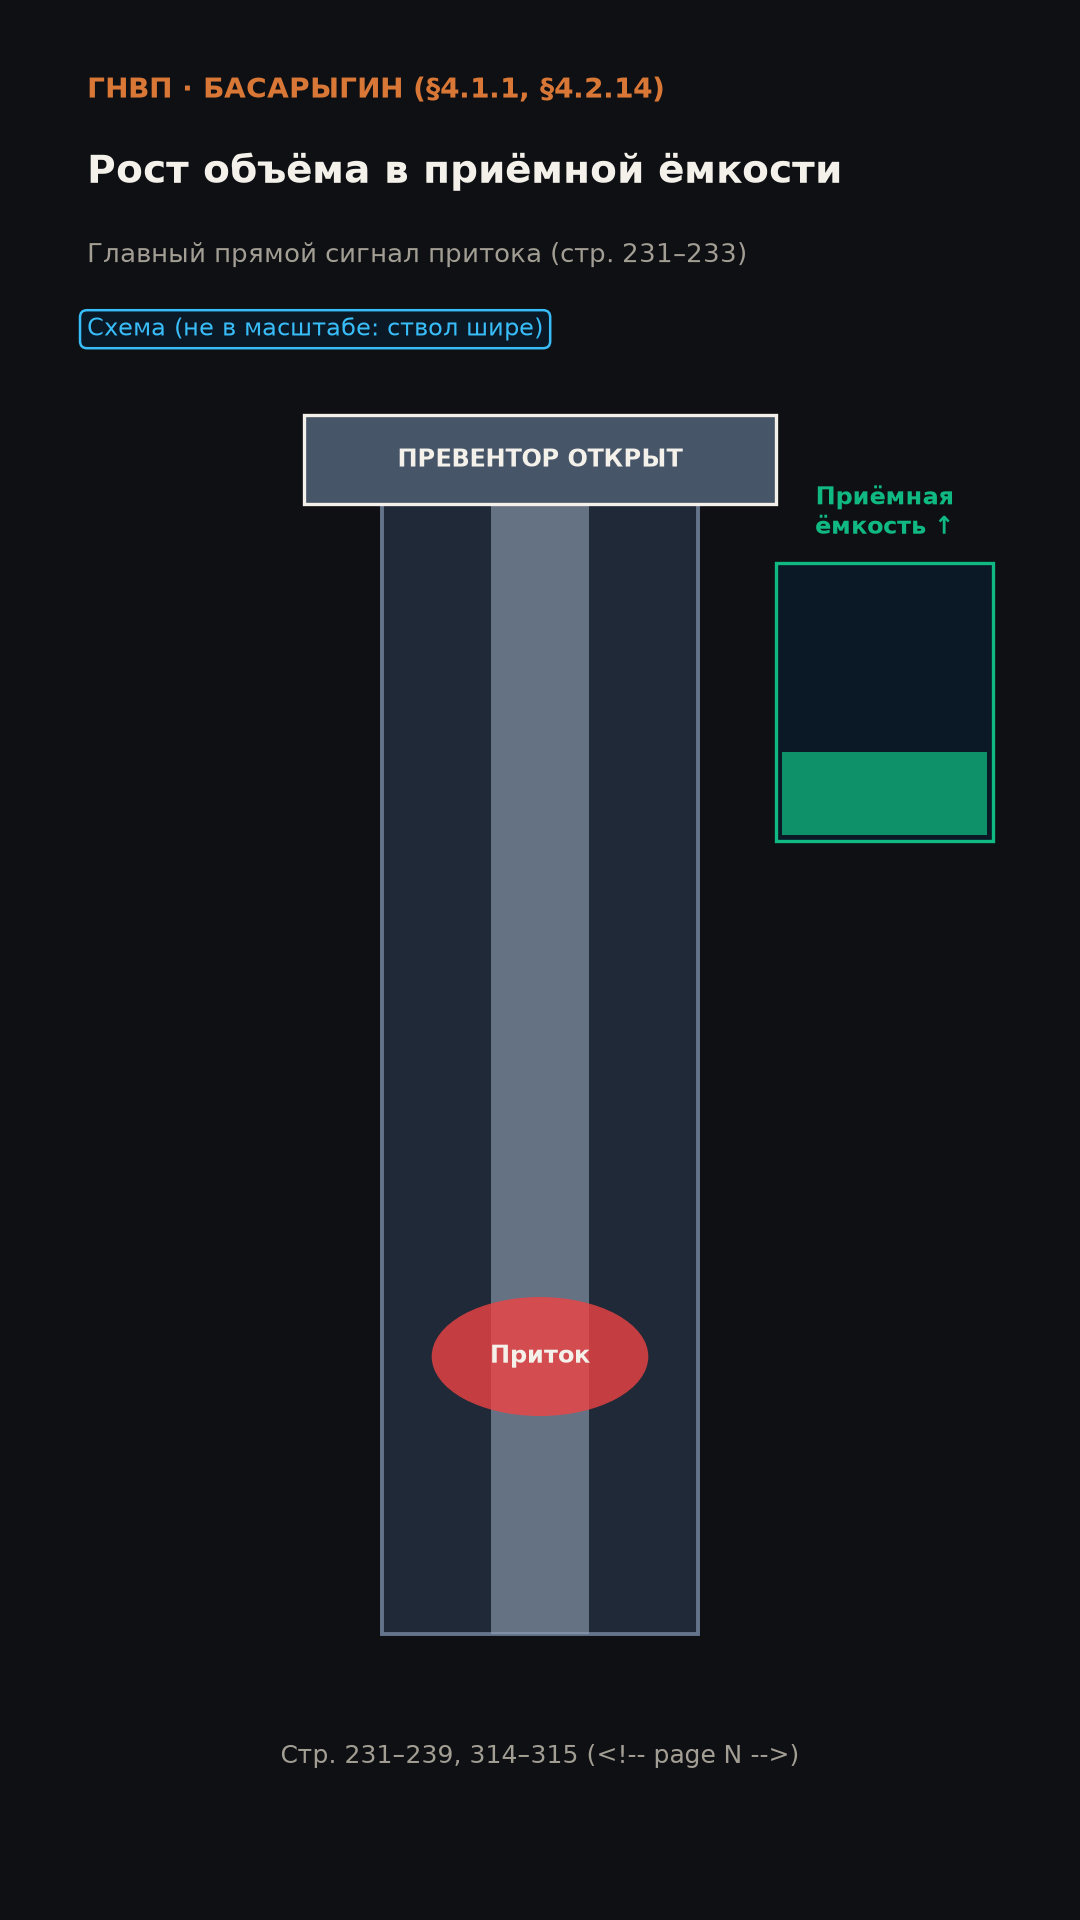 ГНВП · БАСАРЫГИН (§4.1.1, §4.2.14)
Рост объёма в приёмной ёмкости
Главный прямой сигнал притока (стр. 231–233)
Схема (не в масштабе: ствол шире)
ПРЕВЕНТОР ОТКРЫТ
Приёмная
ёмкость ↑
Приток
Стр. 231–239, 314–315 (<!-- page N -->)